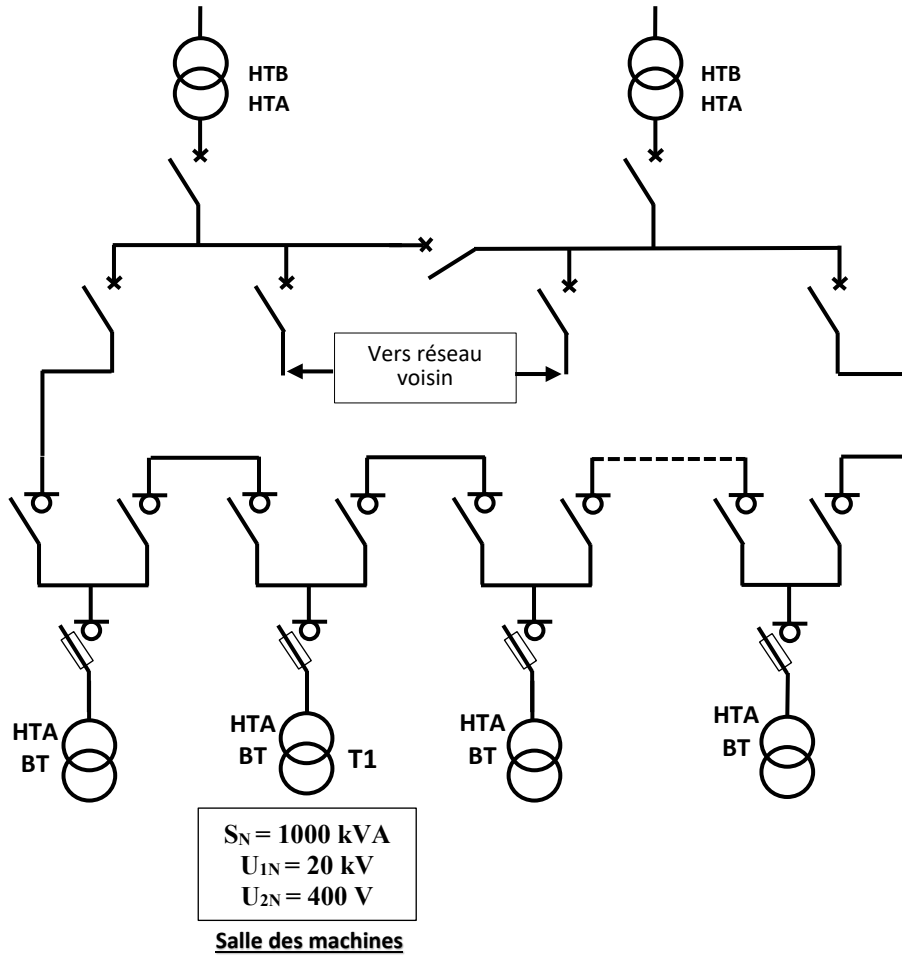 HTB
HTA
HTB
HTA
Vers réseau
voisin
HTA
BT
HTA
BT
T1
HTA
BT
HTA
BT
SN = 1000 kVA
U1N = 20 kV
U2N = 400 V
Salle des machines